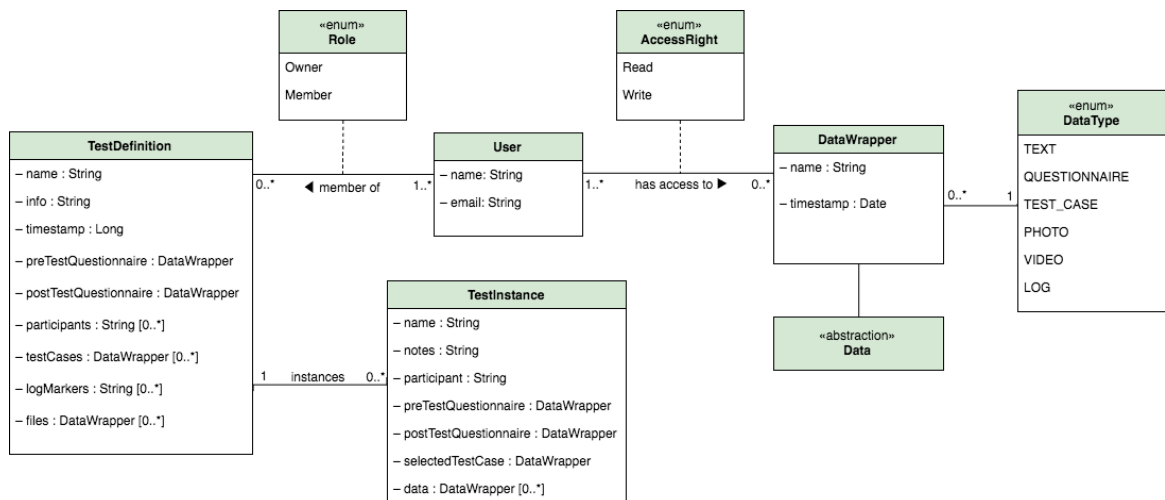 «enum»
Role
Owner
Member
«enum»
AccessRight
Read
Write
«enum»
DataType
TEXT
QUESTIONNAIRE
TEST_CASE
PHOTO
VIDEO
LOG
TestDefinition
– name : String
– info : String
– timestamp : Long
– preTestQuestionnaire : DataWrapper
– postTestQuestionnaire : DataWrapper
– participants : String [0..*]
– testCases : DataWrapper [0..*]
– logMarkers : String [0..*]
– files : DataWrapper [0..*]
0..*
◀ member of
1..*
User
– name: String
– email: String
1..*
has access to ▶
0..*
DataWrapper
– name : String
– timestamp : Date
0..*
1
«abstraction»
Data
1
instances
0..*
TestInstance
– name : String
– notes : String
– participant : String
– preTestQuestionnaire : DataWrapper
– postTestQuestionnaire : DataWrapper
– selectedTestCase : DataWrapper
– data : DataWrapper [0..*]